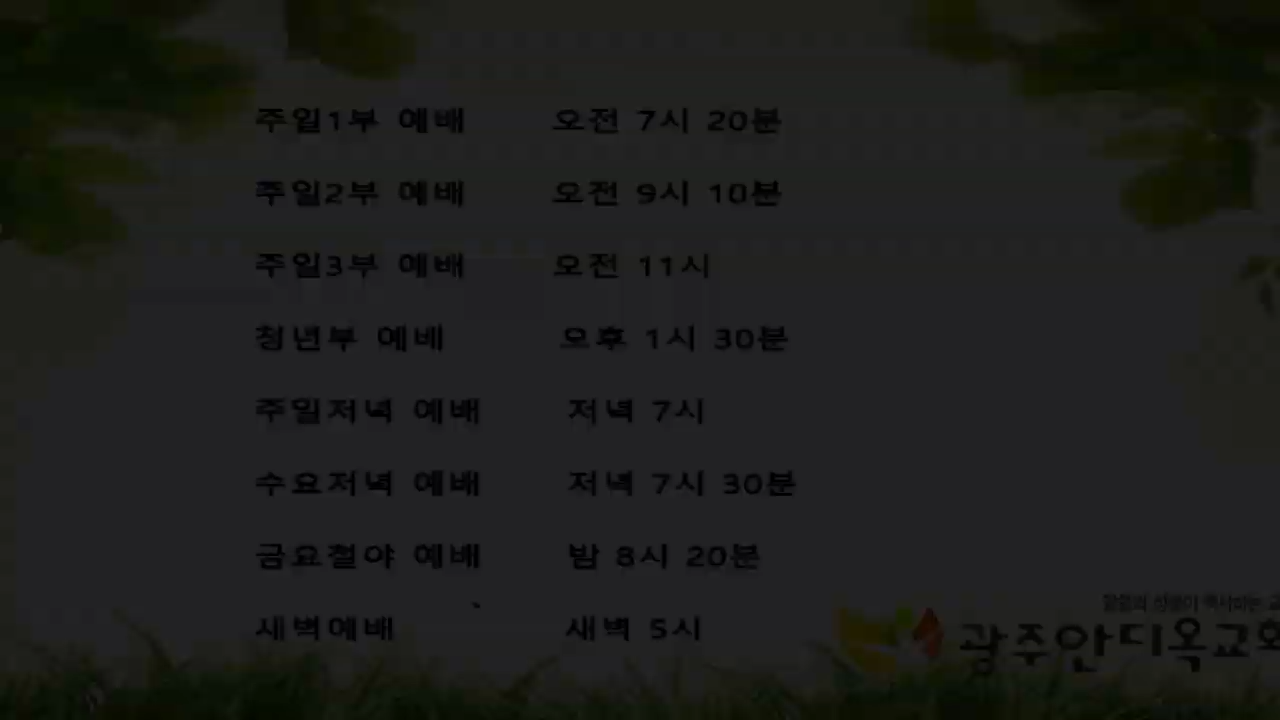 주일1부 예배 오전 7시 20분
주일2부 예배 오전 9시 10분
주일3부 예배 오전 11시
청년부 예배 오후 1시 30분
주일저녁 예배 저녁 7시
수요저녁 예배 저녁 7시 30분
금요철야 예배 밤 8시 20분
새벽예배 새벽 5시
광주안디옥교회